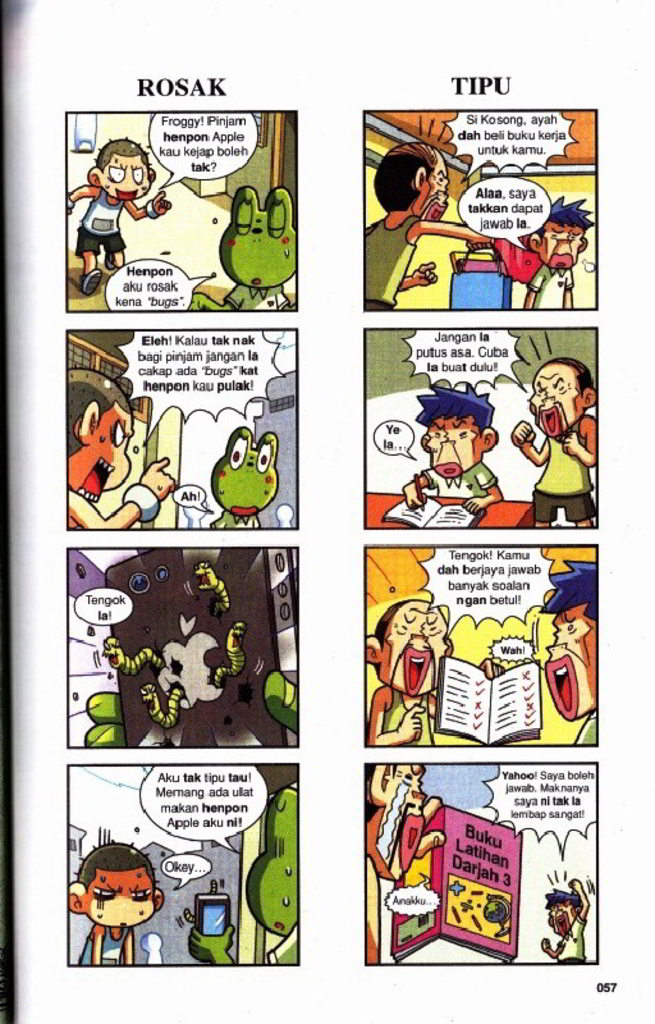 ROSAK
Froggy! Pinjam
henpon Apple
kau kejap boleh
tak?
Henpon
aku rosak
kena "bugs".
Eleh! Kalau tak nak
bagi pinjam jangan la
cakap ada "bugs" kat
henpon kau pulak!
Ah!
Tengok
la!
Aku tak tipu tau!
Memang ada ulat
makan henpon
Apple aku ni!
Okey...
TIPU
Si Kosong, ayah
dah beli buku kerja
untuk kamu.
Alaa, saya
takkan dapat
jawab la.
Jangan la
putus asa. Cuba
la buat dulu!!
Ye
la...
Tengok! Kamu
dah berjaya jawab
banyak soalan
ngan betul!
Wah!
Yahoo! Saya boleh
jawab. Maknanya
saya ni tak la
lembap sangat!
Buku
Latihan
Darjah 3
Anakku...
057